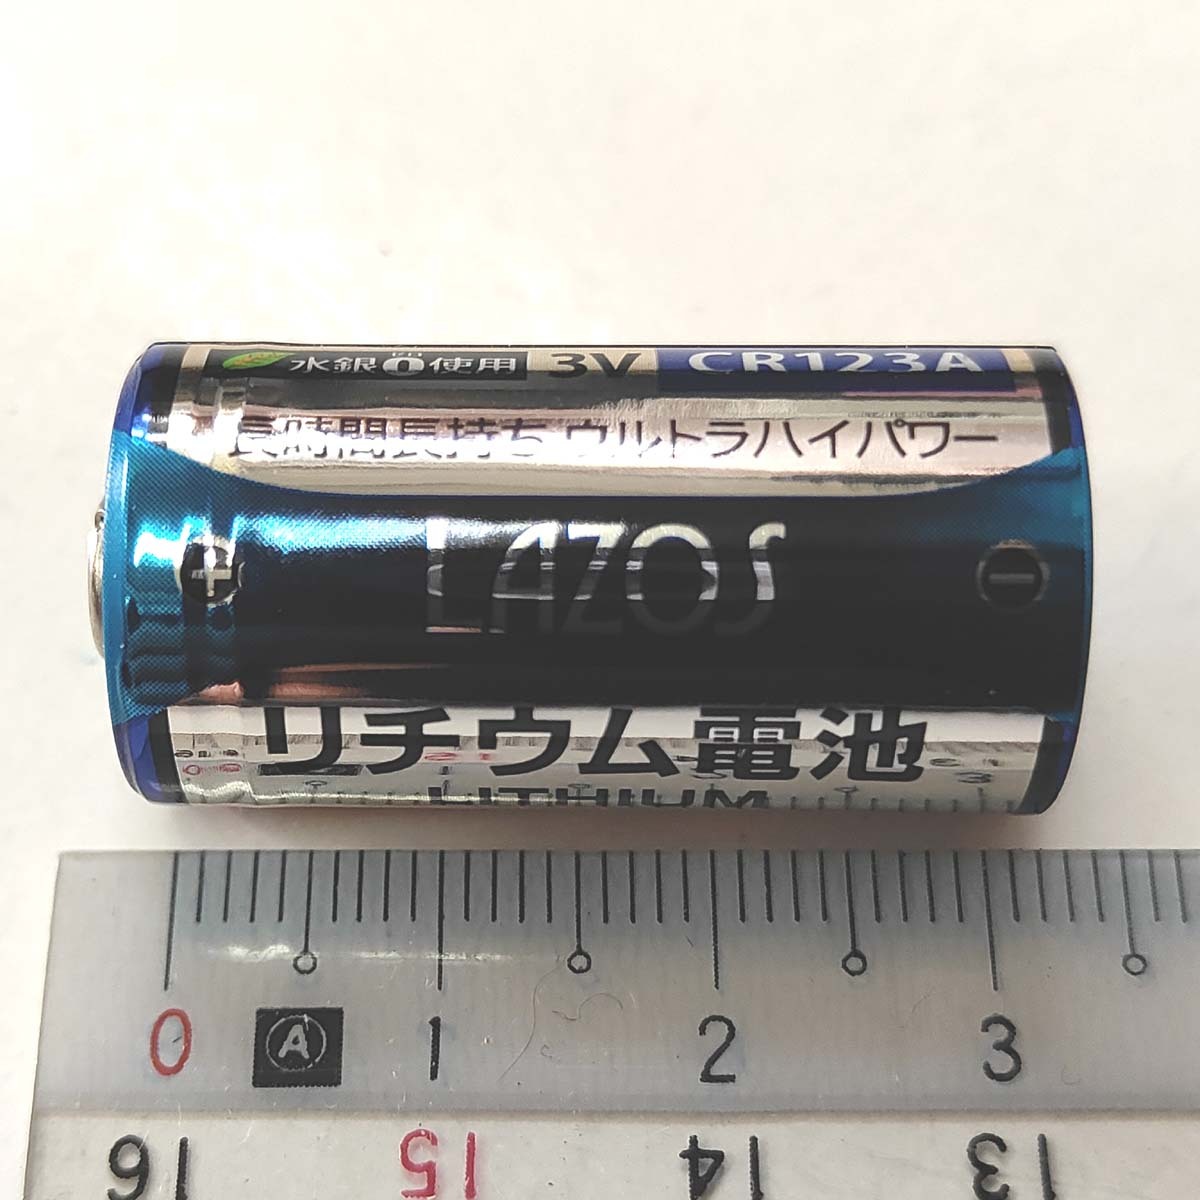 水銀0ゼロ使用 3V CR123A
長時間長持ち ウルトラハイパワー
LAZOS
+ −
リチウム電池
LITHIUM
0 A 1 2 3
16 15 14 13